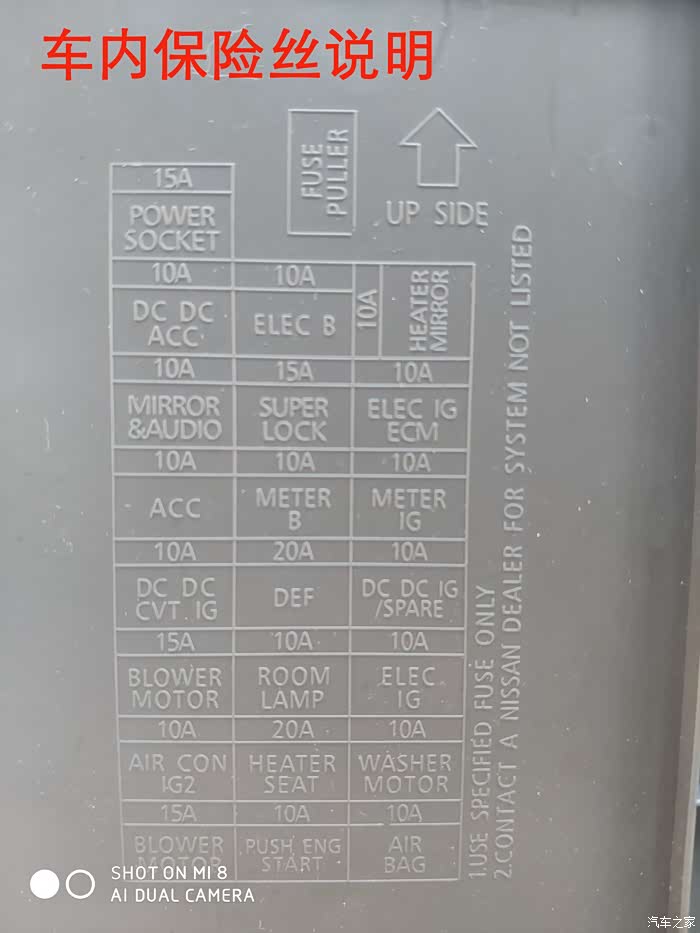 车内保险丝说明
FUSE
PULLER
UP SIDE
15A
POWER
SOCKET
10A 10A 10A
DC DC
ACC
ELEC B
HEATER
MIRROR
10A 15A 10A
MIRROR
&AUDIO
SUPER
LOCK
ELEC IG
ECM
10A 10A 10A
ACC
METER
B
METER
IG
10A 20A 10A
DC DC
CVT IG
DEF
DC DC IG
/SPARE
15A 10A 10A
BLOWER
MOTOR
ROOM
LAMP
ELEC
IG
10A 20A 10A
AIR CON
IG2
HEATER
SEAT
WASHER
MOTOR
15A 10A 10A
BLOWER
MOTOR
PUSH ENG
START
AIR
BAG
1.USE SPECIFIED FUSE ONLY
2.CONTACT A NISSAN DEALER FOR SYSTEM NOT LISTED
SHOT ON MI 8
AI DUAL CAMERA
汽车之家